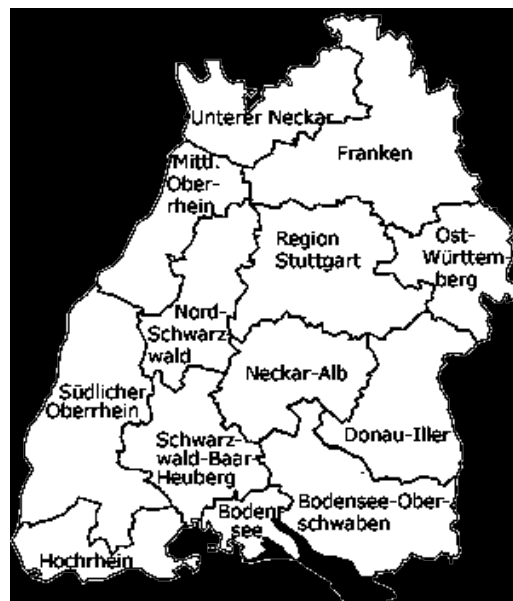 Unterer Neckar
Franken
Mittl.
Ober-
rhein
Region
Stuttgart
Ost-
Württem-
berg
Nord-
Schwarz-
wald
Neckar-Alb
Südlicher
Oberrhein
Donau-Iller
Schwarz-
wald-Baar-
Heuberg
Bodensee-Ober-
schwaben
Boden-
see
Hochrhein